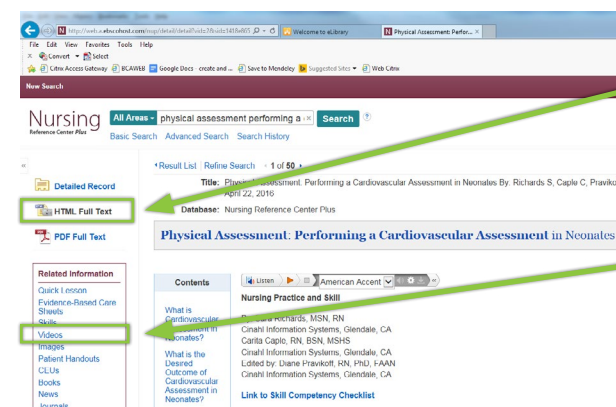 http://web.a.ebscohost.com/nup/detail/detail?vid=2&sid=
Welcome to eLibrary
Physical Assessment: Perfor...
File Edit View Favorites Tools Help
Convert Select
Citrix Access Gateway BCAWEB Google Docs - create and ... Save to Mendeley Suggested Sites Web Citrix
New Search
Nursing
Reference Center Plus
All Areas physical assessment performing a Search
Basic Search Advanced Search Search History
Result List Refine Search 1 of 50
Detailed Record
HTML Full Text
PDF Full Text
Title: Physical Assessment: Performing a Cardiovascular Assessment in Neonates By: Richards S, Caple C,
April 22, 2016
Database: Nursing Reference Center Plus
Physical Assessment: Performing a Cardiovascular Assessment in Neonates
Related Information
Quick Lesson
Evidence-Based Care
Sheets
Skills
Videos
Images
Patient Handouts
CEUs
Books
News
Journals
Contents
What is
Cardiovascular
Assessment in
Neonates?
What is the
Desired
Outcome of
Cardiovascular
Assessment in
Neonates?
Listen American Accent
Nursing Practice and Skill
Richards, MSN, RN
Cinahl Information Systems, Glendale, CA
Carita Caple, RN, BSN, MSHS
Cinahl Information Systems, Glendale, CA
Edited by: Diane Pravikoff, RN, PhD, FAAN
Cinahl Information Systems, Glendale, CA
Link to Skill Competency Checklist